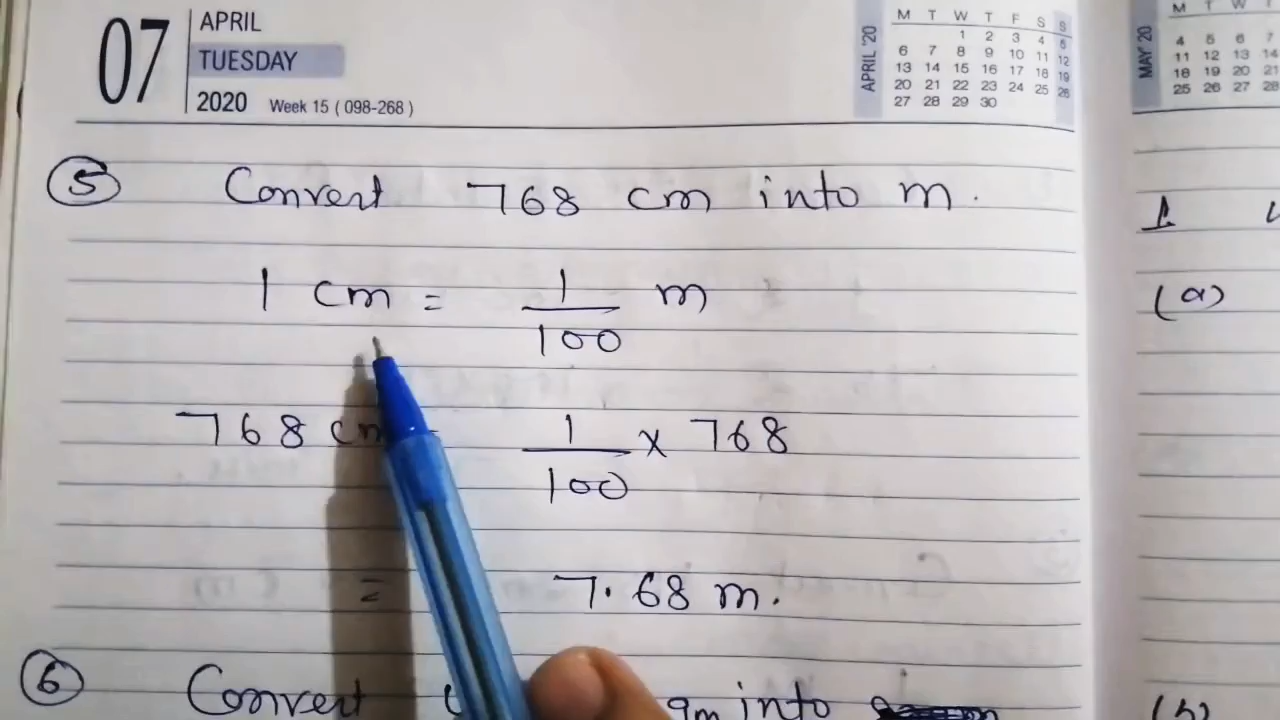 07
APRIL
TUESDAY
2020 Week 15 ( 098-268 )
APRIL '20
M T W T F S S
1 2 3 4 5
6 7 8 9 10 11 12
13 14 15 16 17 18 19
20 21 22 23 24 25 26
27 28 29 30
MAY' 20
M T W T
4 5 6 7
11 12 13 14
18 19 20 21
25 26 27 28
5 Convert 768 cm into m.
1 cm = 1/100 m
768 cm 1/100 × 768
= 7.68 m.
6 Convert into
1
(a)
(b)